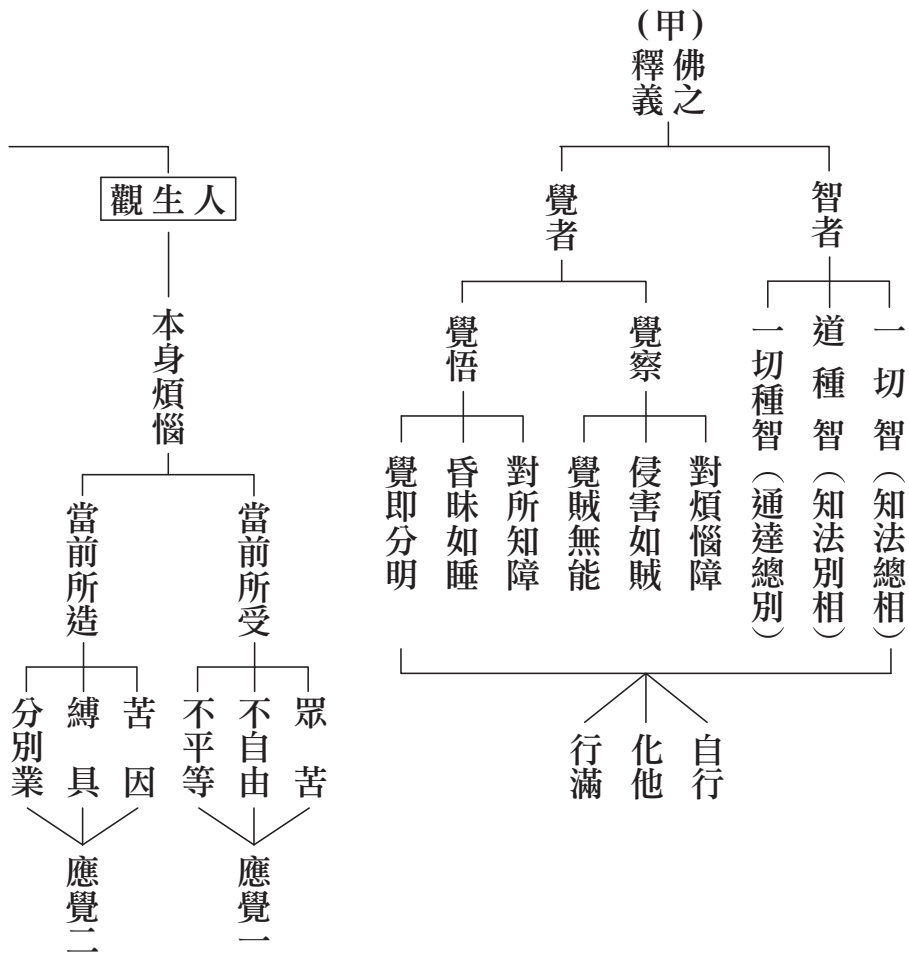 (甲)
佛之
釋義
智者
一切智（知法總相）
道種智（知法別相）
一切種智（通達總別）
覺者
覺察
對煩惱障
侵害如賊
覺賊無能
覺悟
對所知障
昏昧如睡
覺即分明
自行
化他
行滿
觀生人
本身煩惱
當前所受
眾苦
不自由
不平等
應覺一
當前所造
苦因
縛具
分別業
應覺二